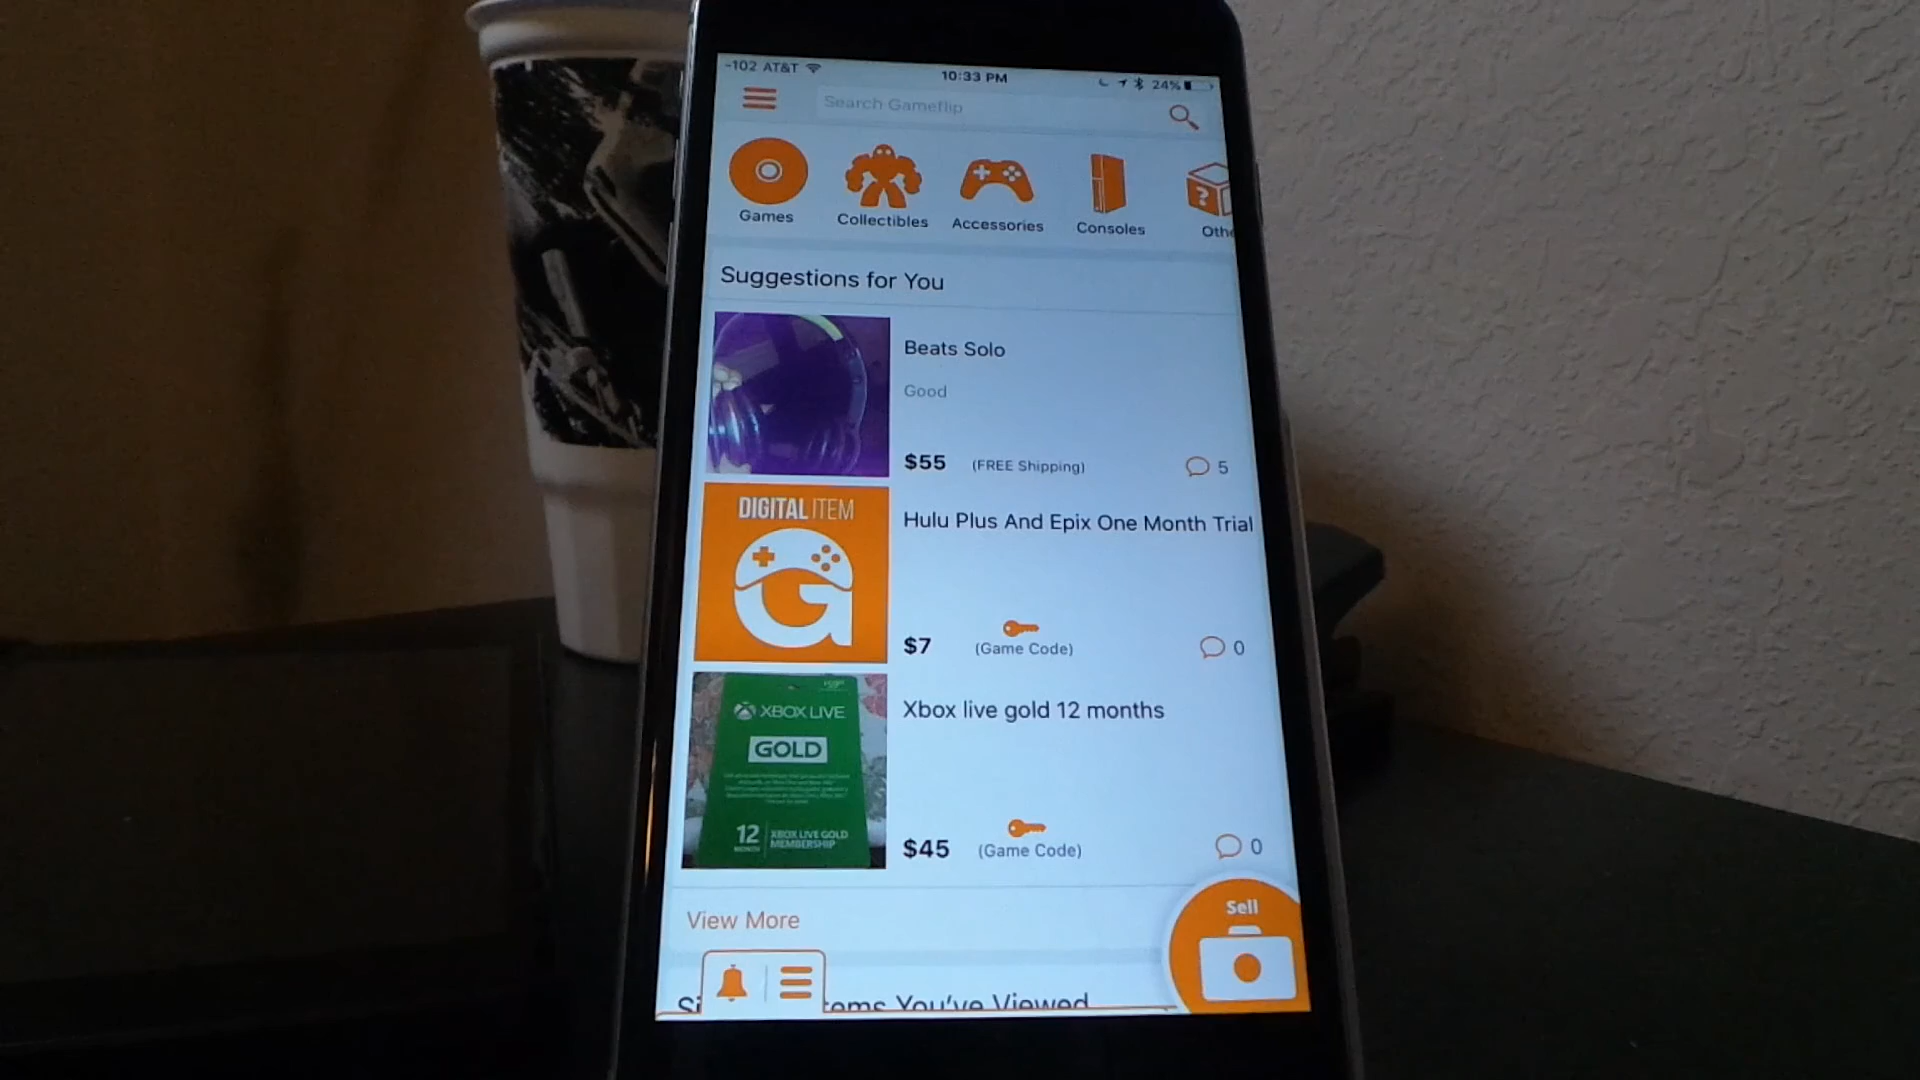 -102 AT&T 10:33 PM 24%
Search Gameflip
Games Collectibles Accessories Consoles Othe
Suggestions for You
Beats Solo
Good
$55 (FREE Shipping) 5
DIGITAL ITEM
Hulu Plus And Epix One Month Trial
$7 (Game Code) 0
XBOX LIVE
GOLD
12 MONTH XBOX LIVE GOLD MEMBERSHIP
Xbox live gold 12 months
$45 (Game Code) 0
View More
Sell
Si ems You've Viewed